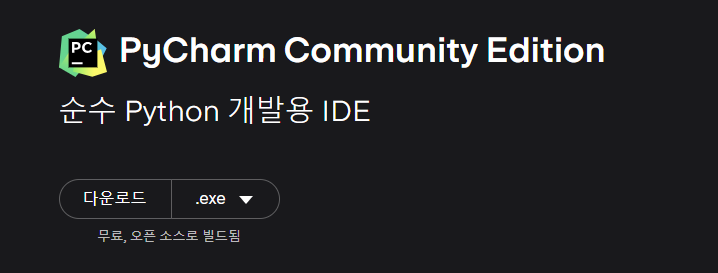 PC
PyCharm Community Edition
순수 Python 개발용 IDE
다운로드 .exe
무료, 오픈 소스로 빌드됨